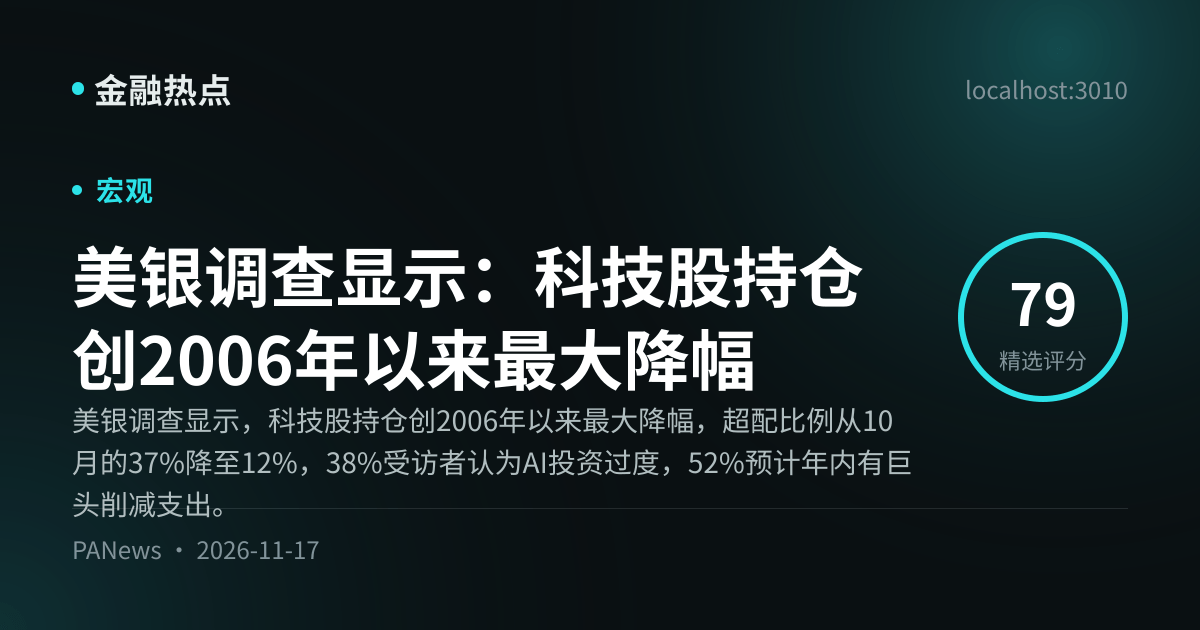 金融热点
localhost:3010
宏观
美银调查显示：科技股持仓
创2006年以来最大降幅
79
精选评分
美银调查显示，科技股持仓创2006年以来最大降幅，超配比例从10
月的37%降至12%，38%受访者认为AI投资过度，52%预计年内有巨
头削减支出。
PANews • 2026-11-17